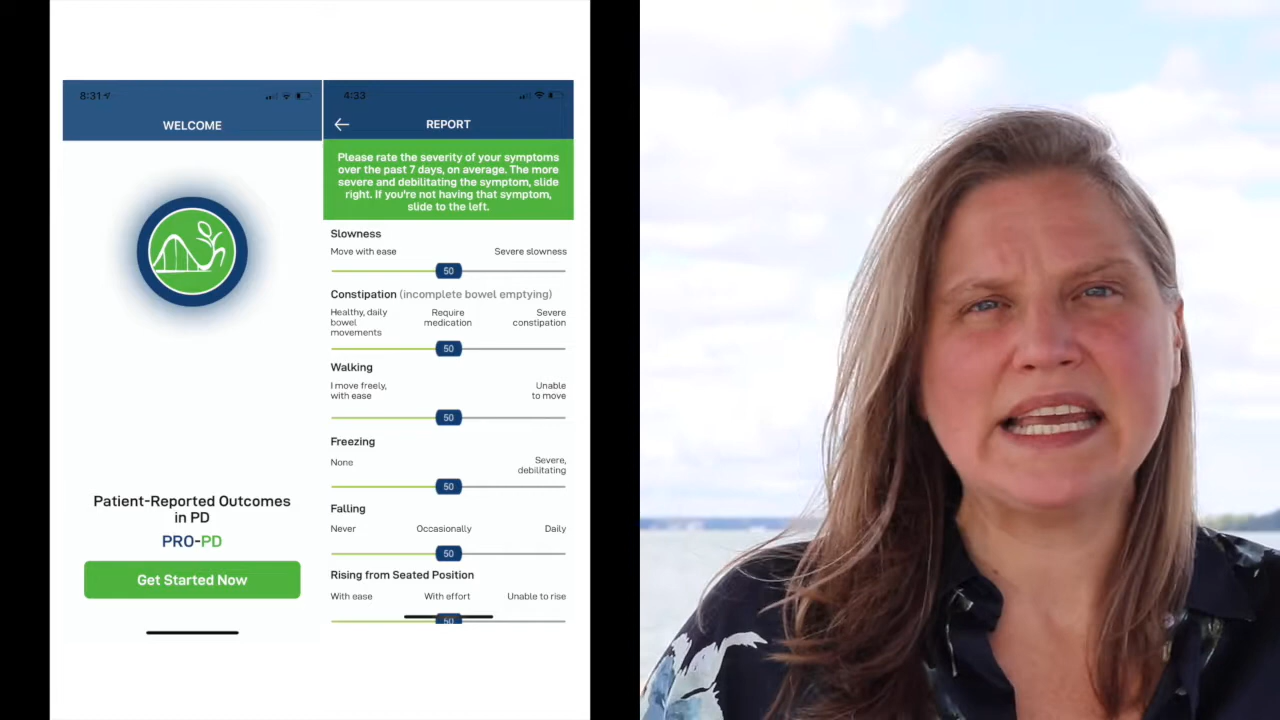 8:31
WELCOME
Patient-Reported Outcomes
in PD
PRO-PD
Get Started Now
4:33
REPORT
Please rate the severity of your symptoms
over the past 7 days, on average. The more
severe and debilitating the symptom, slide
right. If you're not having that symptom,
slide to the left.
Slowness
Move with ease Severe slowness
50
Constipation (incomplete bowel emptying)
Healthy, daily Require Severe
bowel medication constipation
movements
50
Walking
I move freely, Unable
with ease to move
50
Freezing
None Severe,
debilitating
50
Falling
Never Occasionally Daily
50
Rising from Seated Position
With ease With effort Unable to rise
50